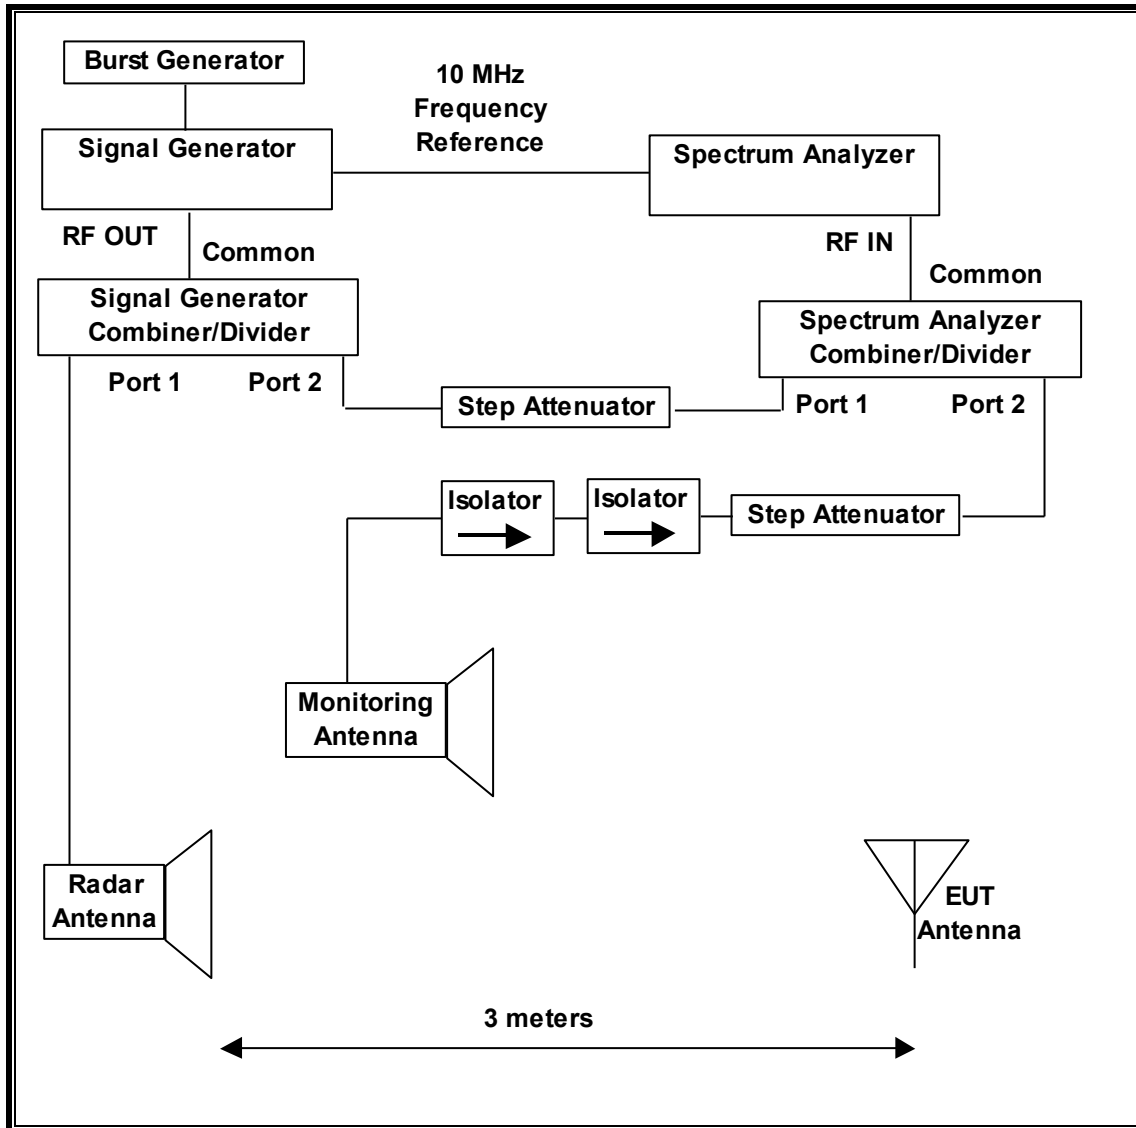 Burst Generator
10 MHz
Frequency
Reference
Signal Generator
Spectrum Analyzer
RF OUT
Common
RF IN
Common
Signal Generator
Combiner/Divider
Spectrum Analyzer
Combiner/Divider
Port 1
Port 2
Step Attenuator
Port 1
Port 2
Isolator
Isolator
Step Attenuator
Monitoring
Antenna
Radar
Antenna
EUT
Antenna
3 meters